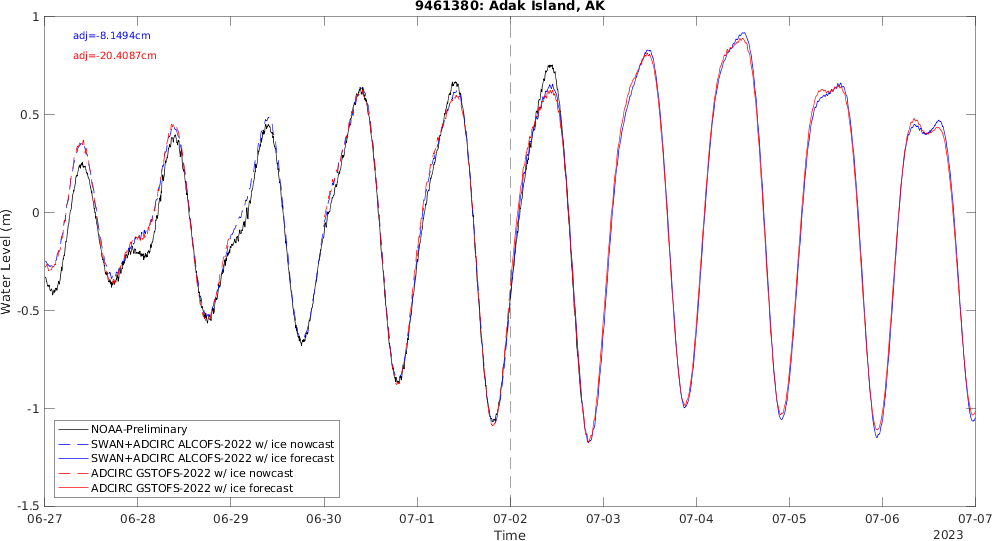 9461380: Adak Island, AK
adj=-8.1494cm
adj=-20.4087cm
1
0.5
0
-0.5
-1
-1.5
Water Level (m)
NOAA-Preliminary
SWAN+ADCIRC ALCOFS-2022 w/ ice nowcast
SWAN+ADCIRC ALCOFS-2022 w/ ice forecast
ADCIRC GSTOFS-2022 w/ ice nowcast
ADCIRC GSTOFS-2022 w/ ice forecast
06-27 06-28 06-29 06-30 07-01 07-02 07-03 07-04 07-05 07-06 07-07
Time
2023